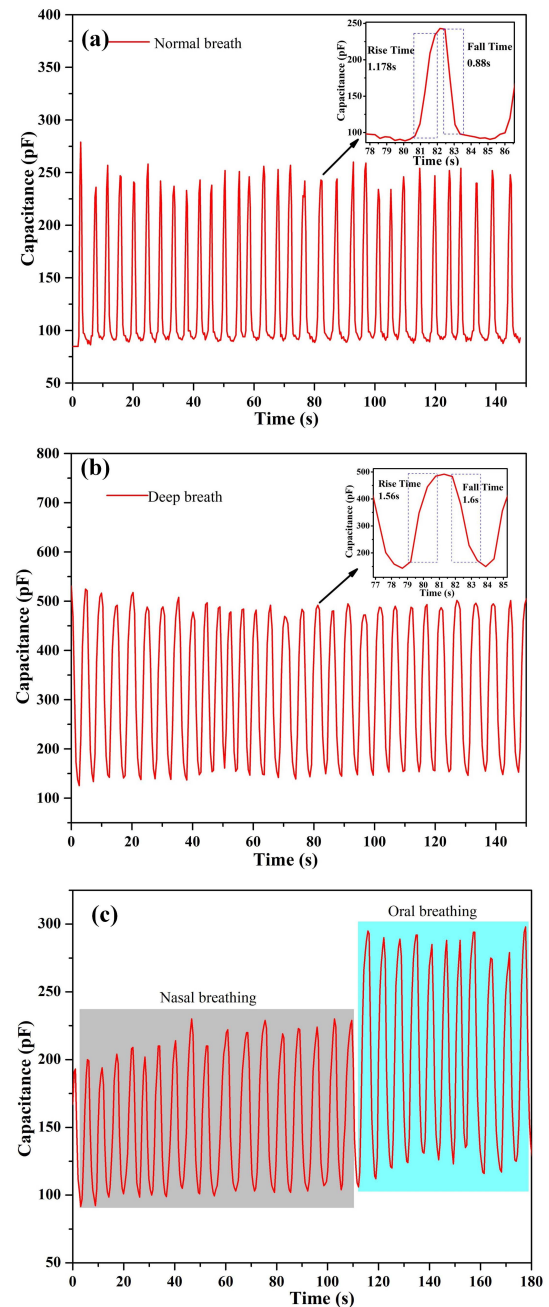 (a)
Normal breath
Rise Time
1.178s
Fall Time
0.88s
Capacitance (pF)
250
200
150
100
78 79 80 81 82 83 84 85 86
Time (s)
Capacitance (pF)
400
350
300
250
200
150
100
50
0 20 40 60 80 100 120 140
Time (s)
(b)
Deep breath
Rise Time
1.56s
Fall Time
1.6s
Capacitance (pF)
500
400
300
200
77 78 79 80 81 82 83 84 85
Time (s)
Capacitance (pF)
800
700
600
500
400
300
200
100
0 20 40 60 80 100 120 140
Time (s)
(c)
Oral breathing
Nasal breathing
Capacitance (pF)
300
250
200
150
100
50
0 20 40 60 80 100 120 140 160 180
Time (s)